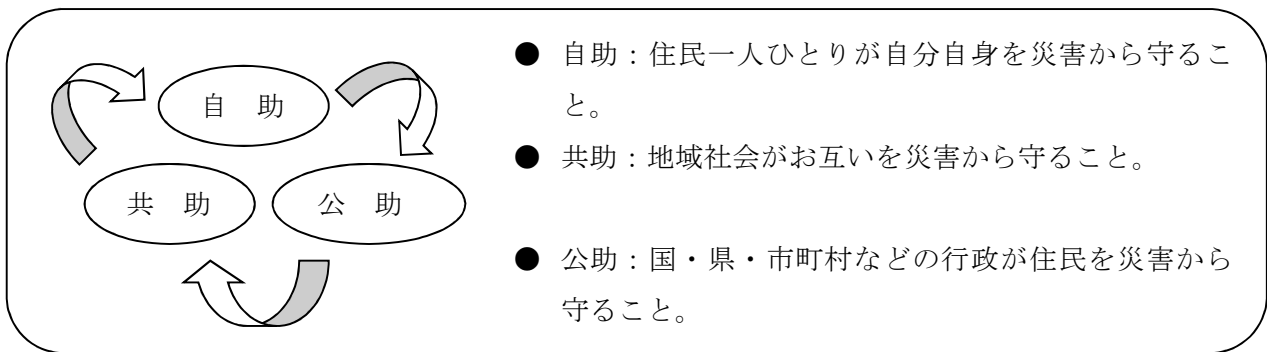 自　助
共　助
公　助
● 自助：住民一人ひとりが自分自身を災害から守るこ
と。
● 共助：地域社会がお互いを災害から守ること。
● 公助：国・県・市町村などの行政が住民を災害から
守ること。